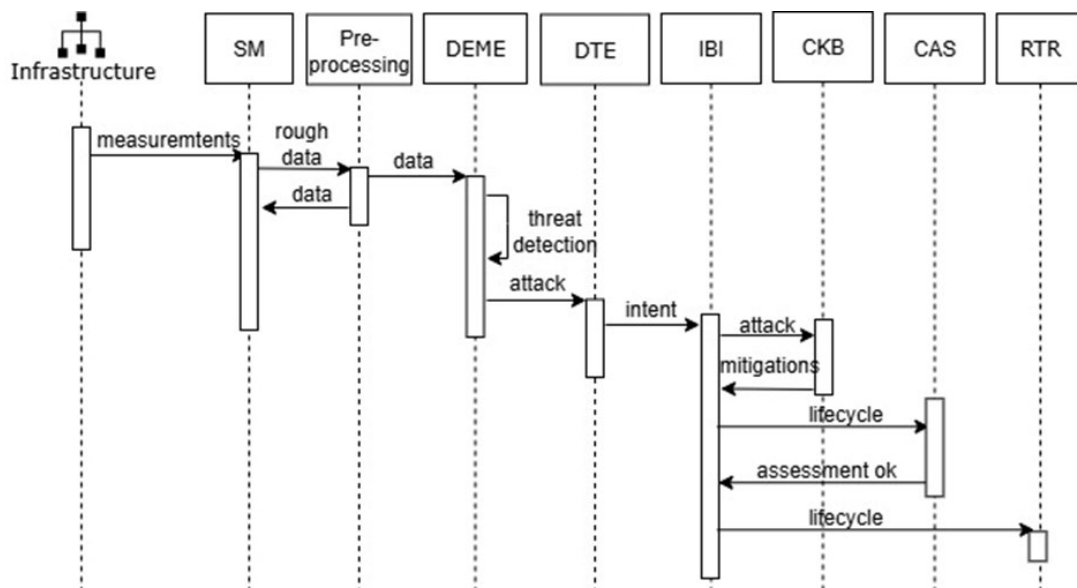 Infrastructure
SM
Pre-
processing
DEME
DTE
IBI
CKB
CAS
RTR
measuremtents
rough
data
data
data
threat
detection
attack
intent
attack
mitigations
lifecycle
assessment ok
lifecycle